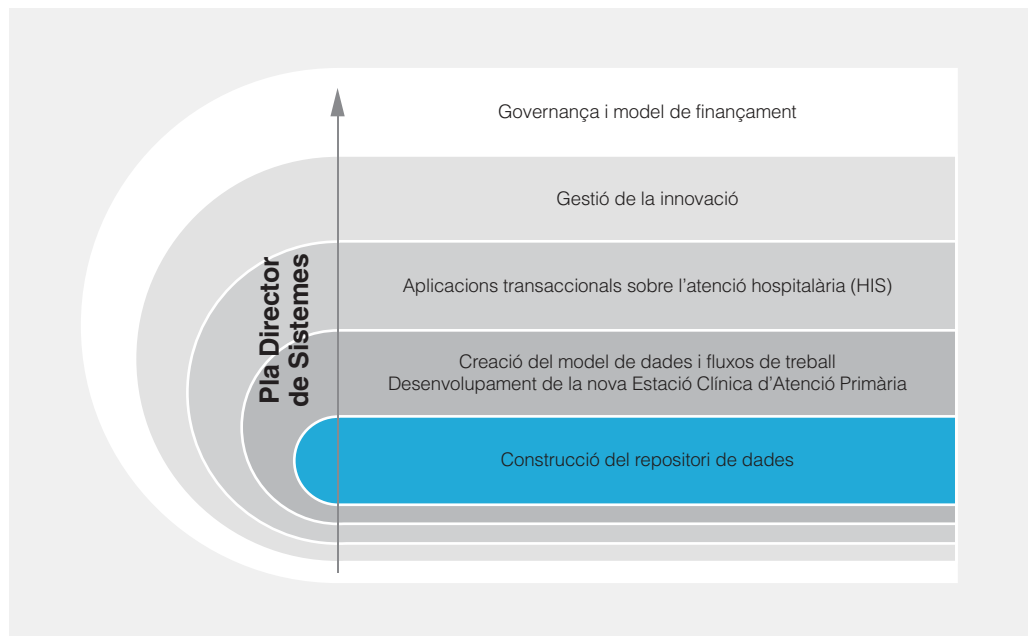 Governança i model de finançament
Gestió de la innovació
Aplicacions transaccionals sobre l’atenció hospitalària (HIS)
Creació del model de dades i fluxos de treball
Desenvolupament de la nova Estació Clínica d’Atenció Primària
Construcció del repositori de dades
Pla Director
de Sistemes